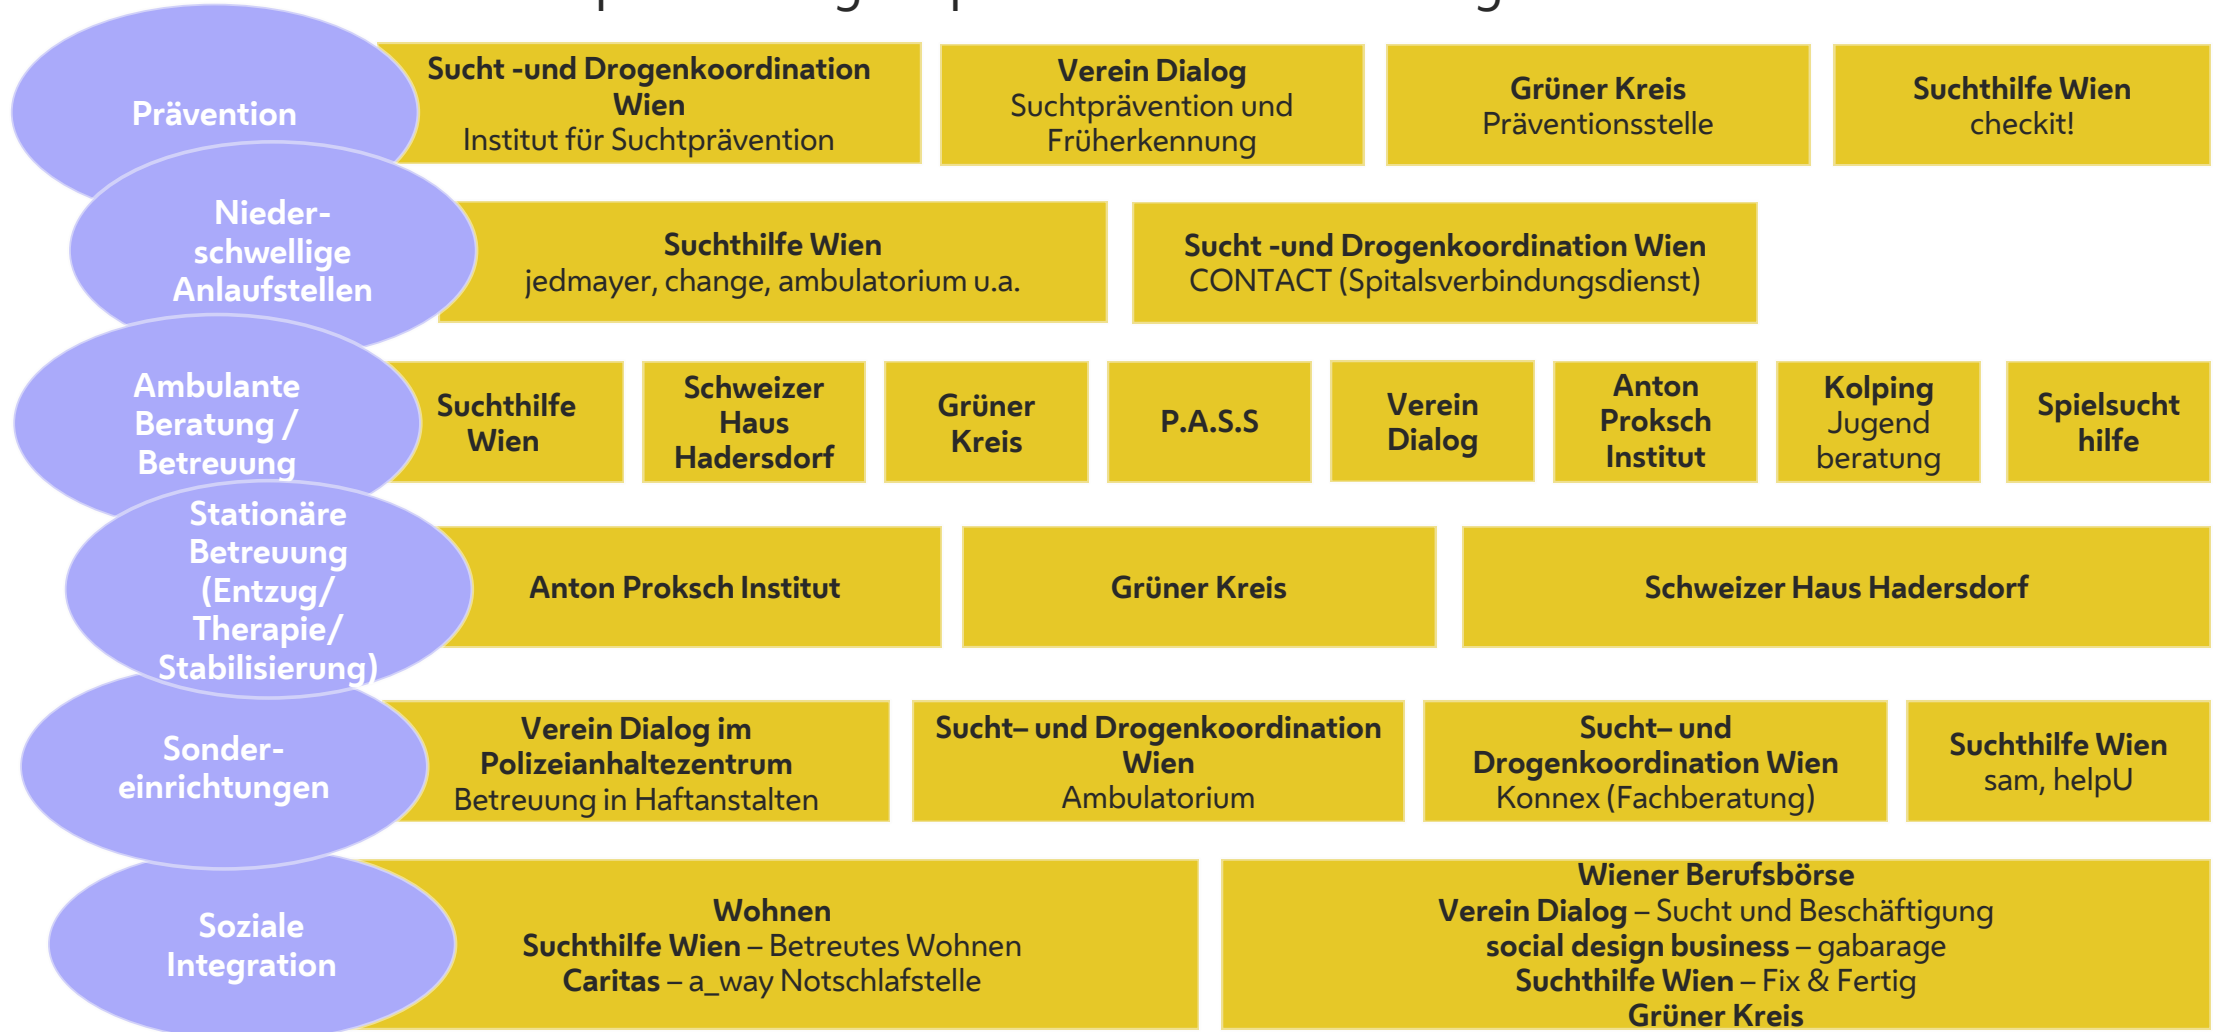 Prävention
Sucht -und Drogenkoordination
Wien
Institut für Suchtprävention
Verein Dialog
Suchtprävention und
Früherkennung
Grüner Kreis
Präventionsstelle
Suchthilfe Wien
checkit!
Nieder-
schwellige
Anlaufstellen
Suchthilfe Wien
jedmayer, change, ambulatorium u.a.
Sucht -und Drogenkoordination Wien
CONTACT (Spitalsverbindungsdienst)
Ambulante
Beratung /
Betreuung
Suchthilfe
Wien
Schweizer
Haus
Hadersdorf
Grüner
Kreis
P.A.S.S
Verein
Dialog
Anton
Proksch
Institut
Kolping
Jugend
beratung
Spielsucht
hilfe
Stationäre
Betreuung
(Entzug/
Therapie/
Stabilisierung)
Anton Proksch Institut
Grüner Kreis
Schweizer Haus Hadersdorf
Sonder-
einrichtungen
Verein Dialog im
Polizeianhaltezentrum
Betreuung in Haftanstalten
Sucht– und Drogenkoordination
Wien
Ambulatorium
Sucht– und
Drogenkoordination Wien
Konnex (Fachberatung)
Suchthilfe Wien
sam, helpU
Soziale
Integration
Wohnen
Suchthilfe Wien – Betreutes Wohnen
Caritas – a_way Notschlafstelle
Wiener Berufsbörse
Verein Dialog – Sucht und Beschäftigung
social design business – gabarage
Suchthilfe Wien – Fix & Fertig
Grüner Kreis